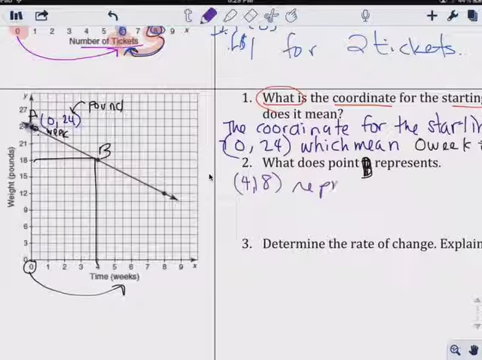 0 1 2 3 4 5 6 7 8 9 x
Number of Tickets
for 2 tickets.
y
27
24
21
18
15
12
9
6
3
0
A (0, 24) pound
week
B
Weight (pounds)
0 1 2 3 4 5 6 7 8 9 x
Time (weeks)
1. What is the coordinate for the starting
does it mean?
The coordinate for the starlin
(0, 24) which mean 0week
2. What does point B represents.
(4,18) repr
3. Determine the rate of change. Explain